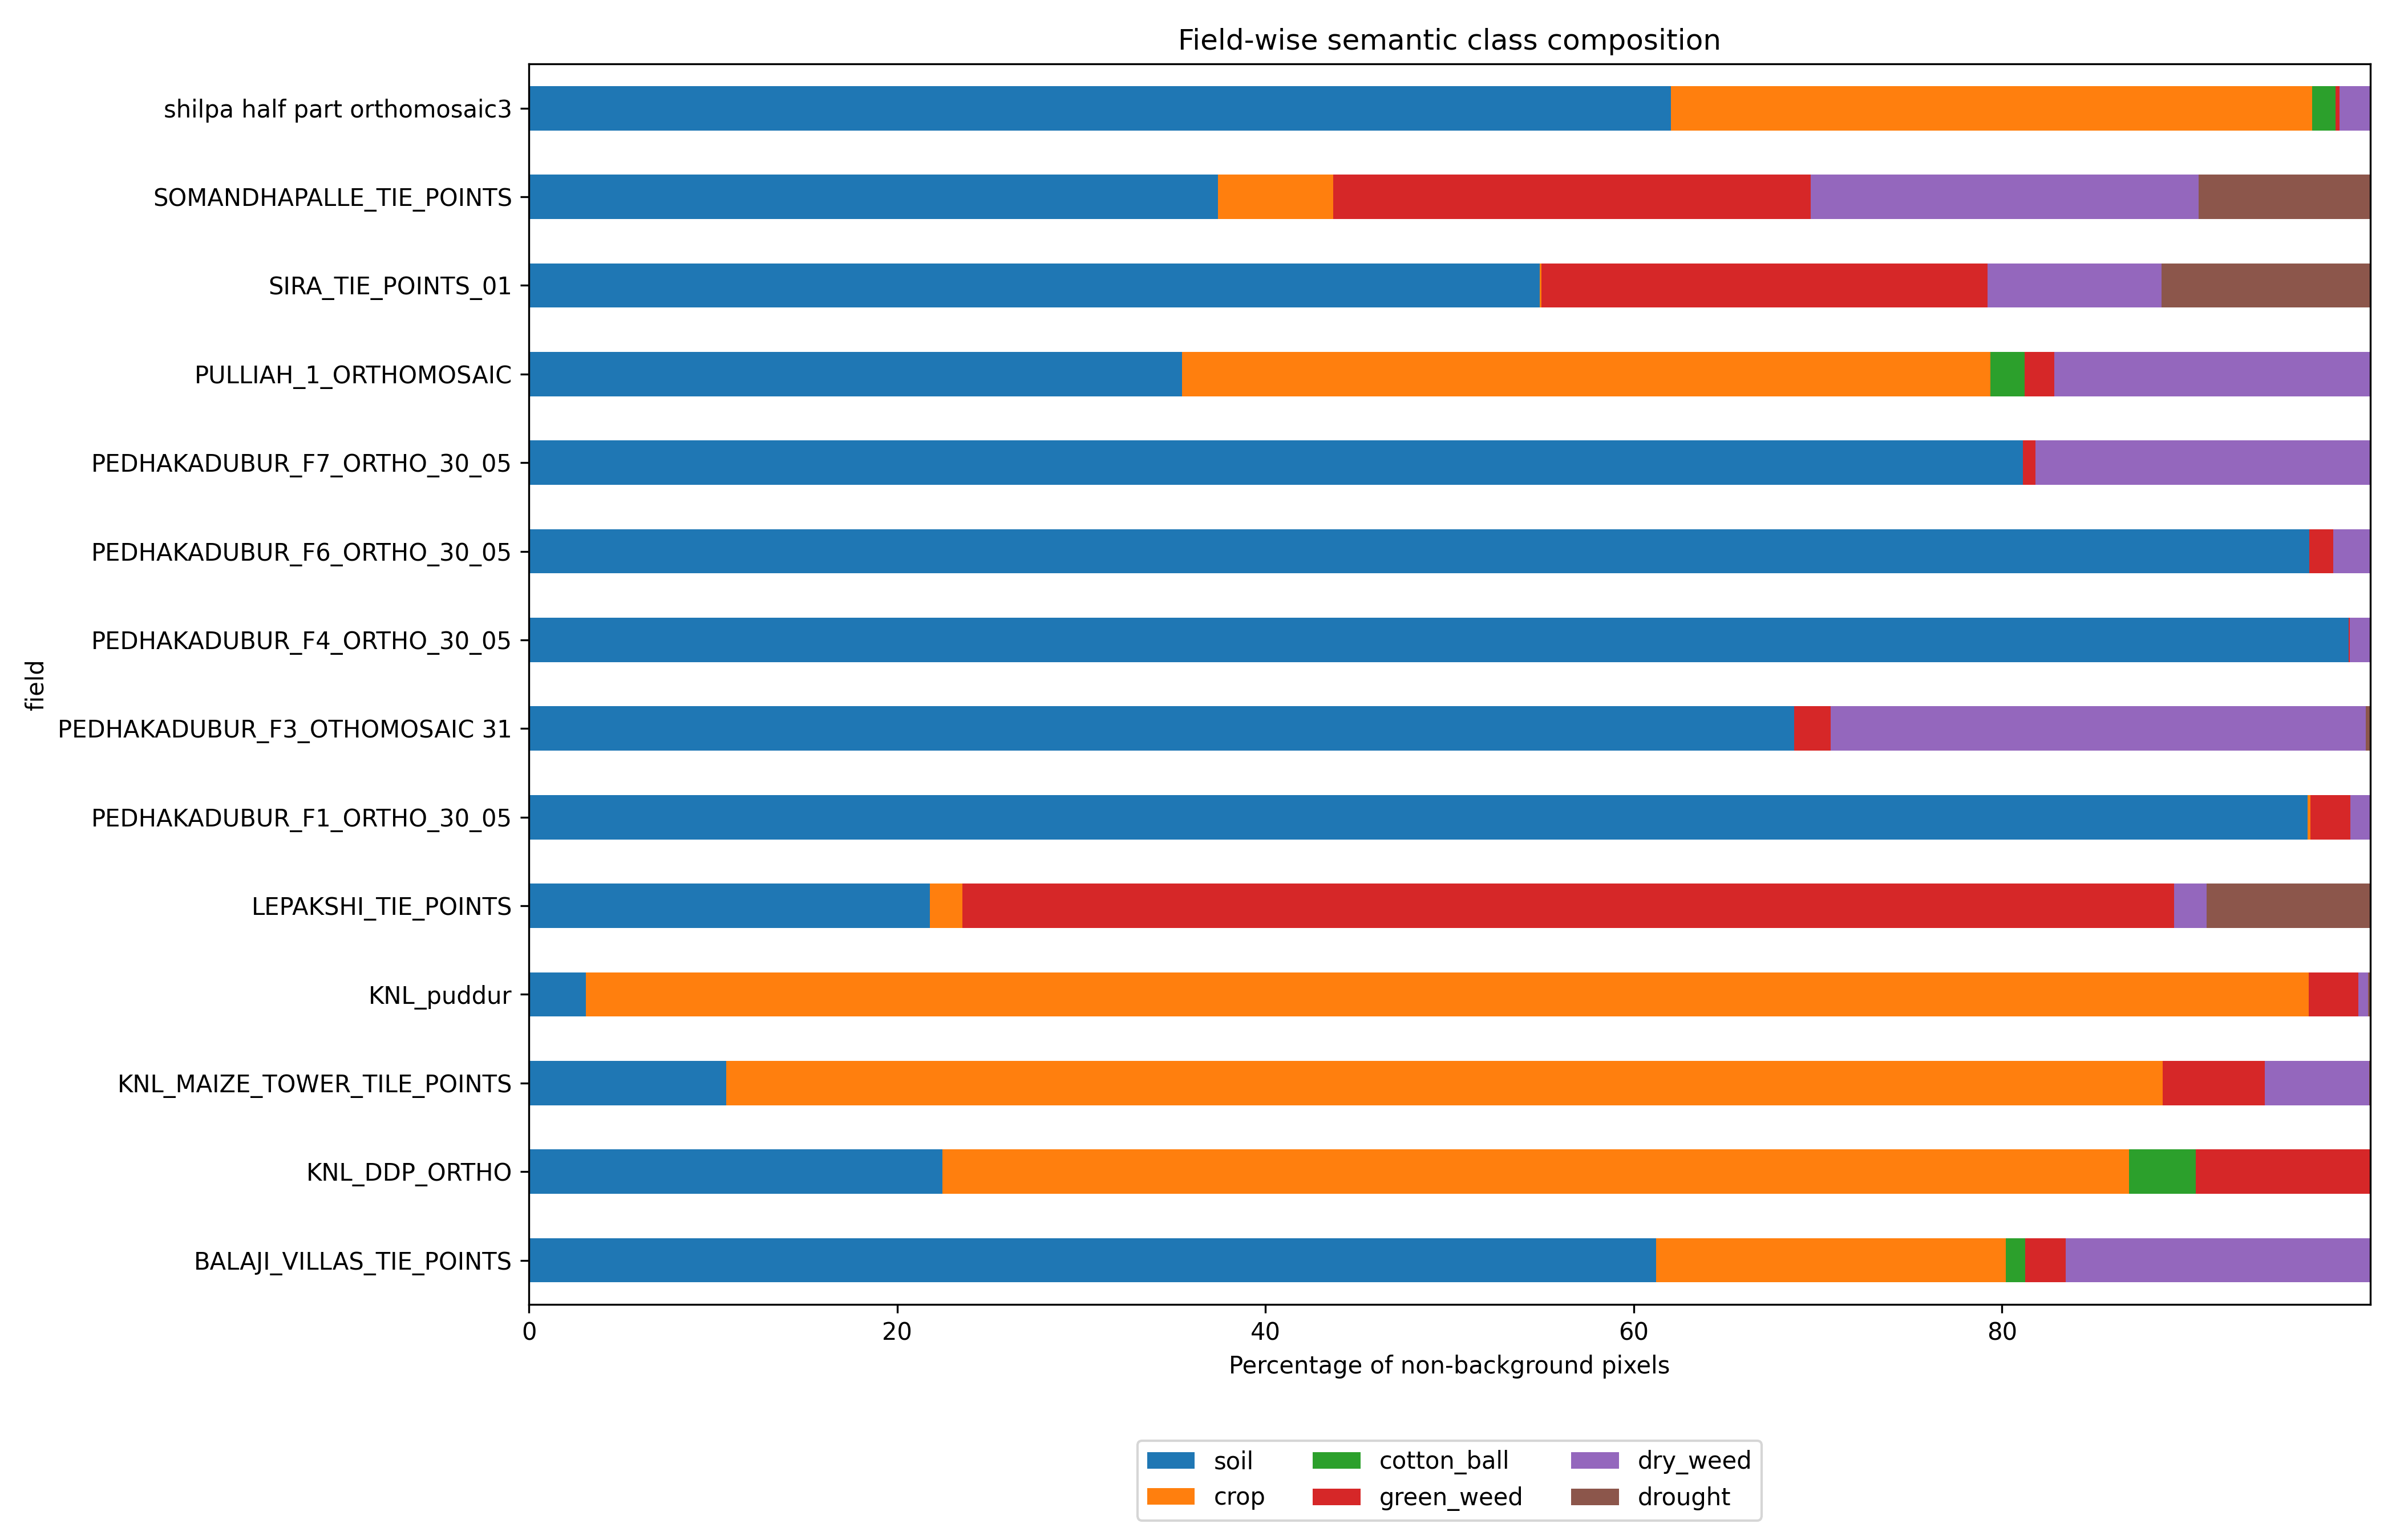 Field-wise semantic class composition
shilpa half part orthomosaic3
SOMANDHAPALLE_TIE_POINTS
SIRA_TIE_POINTS_01
PULLIAH_1_ORTHOMOSAIC
PEDHAKADUBUR_F7_ORTHO_30_05
PEDHAKADUBUR_F6_ORTHO_30_05
PEDHAKADUBUR_F4_ORTHO_30_05
field
PEDHAKADUBUR_F3_OTHOMOSAIC 31
PEDHAKADUBUR_F1_ORTHO_30_05
LEPAKSHI_TIE_POINTS
KNL_puddur
KNL_MAIZE_TOWER_TILE_POINTS
KNL_DDP_ORTHO
BALAJI_VILLAS_TIE_POINTS
0 20 40 60 80
Percentage of non-background pixels
soil cotton_ball dry_weed
crop green_weed drought